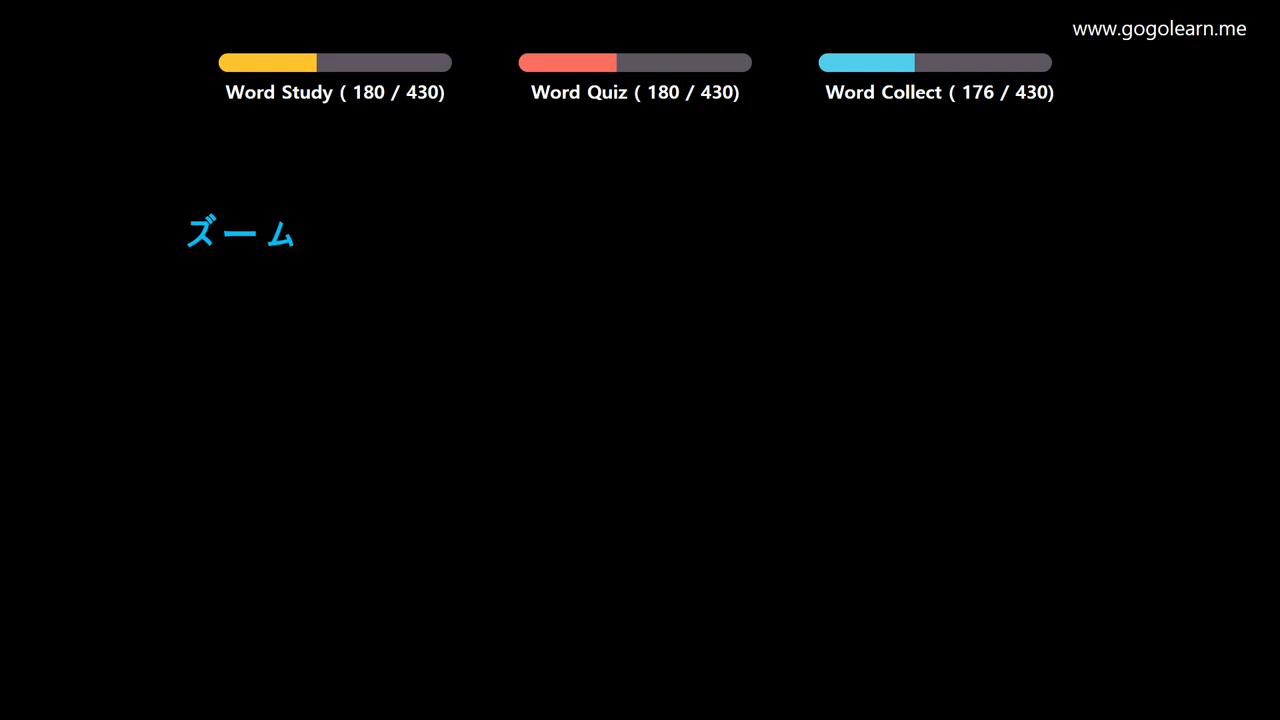 www.gogolearn.me
Word Study ( 180 / 430)
Word Quiz ( 180 / 430)
Word Collect ( 176 / 430)
ズーム